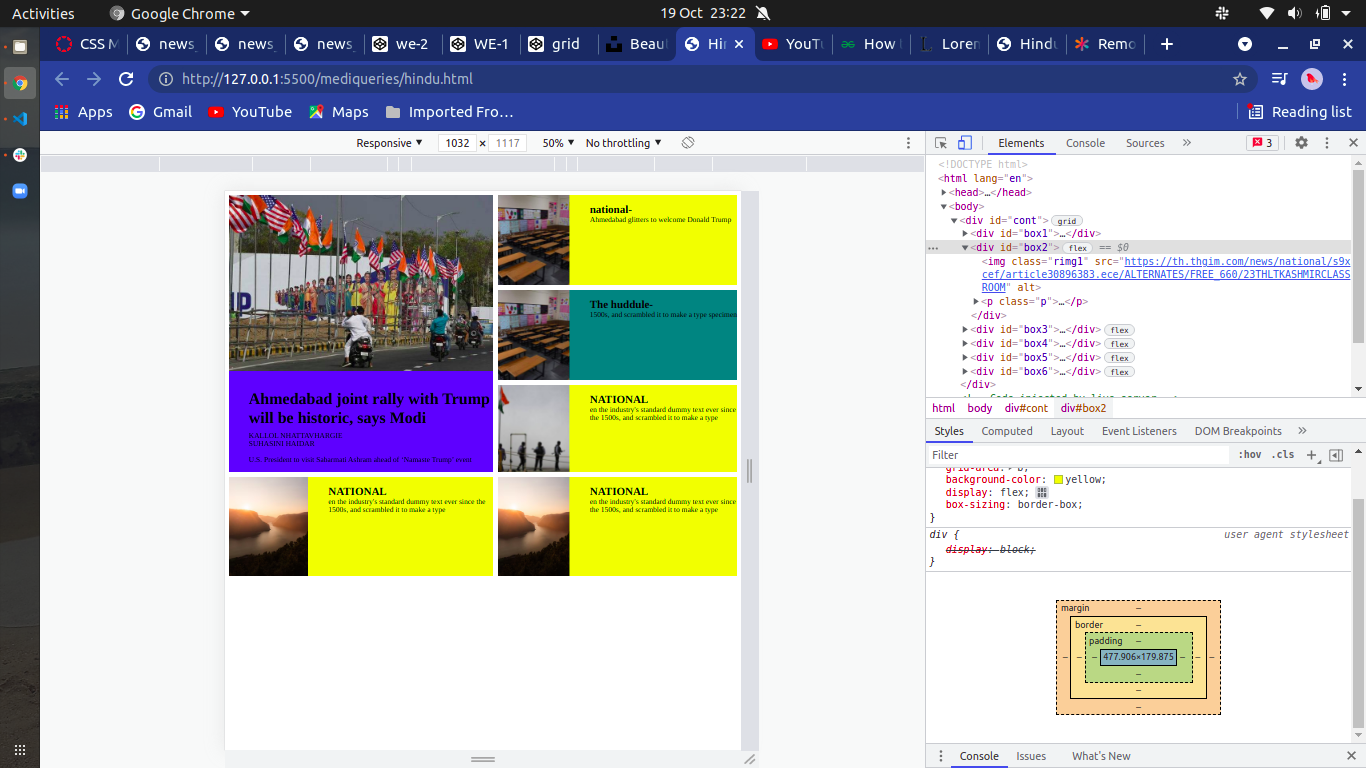 Activities
Google Chrome
19 Oct 23:22
CSS M
news_
news_
news_
we-2
WE-1
grid
Beau
Hin
YouTu
How
Loren
Hindu
Remo
http://127.0.0.1:5500/mediqueries/hindu.html
Apps
Gmail
YouTube
Maps
Imported Fro…
Reading list
Responsive
1032 × 1117
50%
No throttling
Elements
Console
Sources
3
national-
Ahmedabad glitters to welcome Donald Trump
The huddule-
1500s, and scrambled it to make a type specimen
Ahmedabad joint rally with Trump
will be historic, says Modi
SUHASINI HAIDAR
U.S. President to visit Sabarmati Ashram ahead of 'Namaste Trump' event
NATIONAL
en the industry's standard dummy text ever since
the 1500s, and scrambled it to make a type
NATIONAL
en the industry's standard dummy text ever since the
1500s, and scrambled it to make a type
NATIONAL
en the industry's standard dummy text ever since
the 1500s, and scrambled it to make a type
<!DOCTYPE html>
<html lang="en">
<head>…</head>
<body>
<div id="cont"> grid
<div id="box1">…</div>
<div id="box2"> flex == $0
<img class="rimg1" src="https://th.thgim.com/news/national/s9x
cef/article30896383.ece/ALTERNATES/FREE_660/23THLTKASHMIRCLASS
ROOM" alt>
<p class="p">…</p>
</div>
<div id="box3">…</div> flex
<div id="box4">…</div> flex
<div id="box5">…</div> flex
<div id="box6">…</div> flex
</div>
html body div#cont div#box2
Styles
Computed
Layout
Event Listeners
DOM Breakpoints
Filter
:hov .cls
grid-area: b;
background-color: yellow;
display: flex;
box-sizing: border-box;
}
div {
user agent stylesheet
display: block;
}
margin
border
padding
477.906×179.875
Console
Issues
What's New